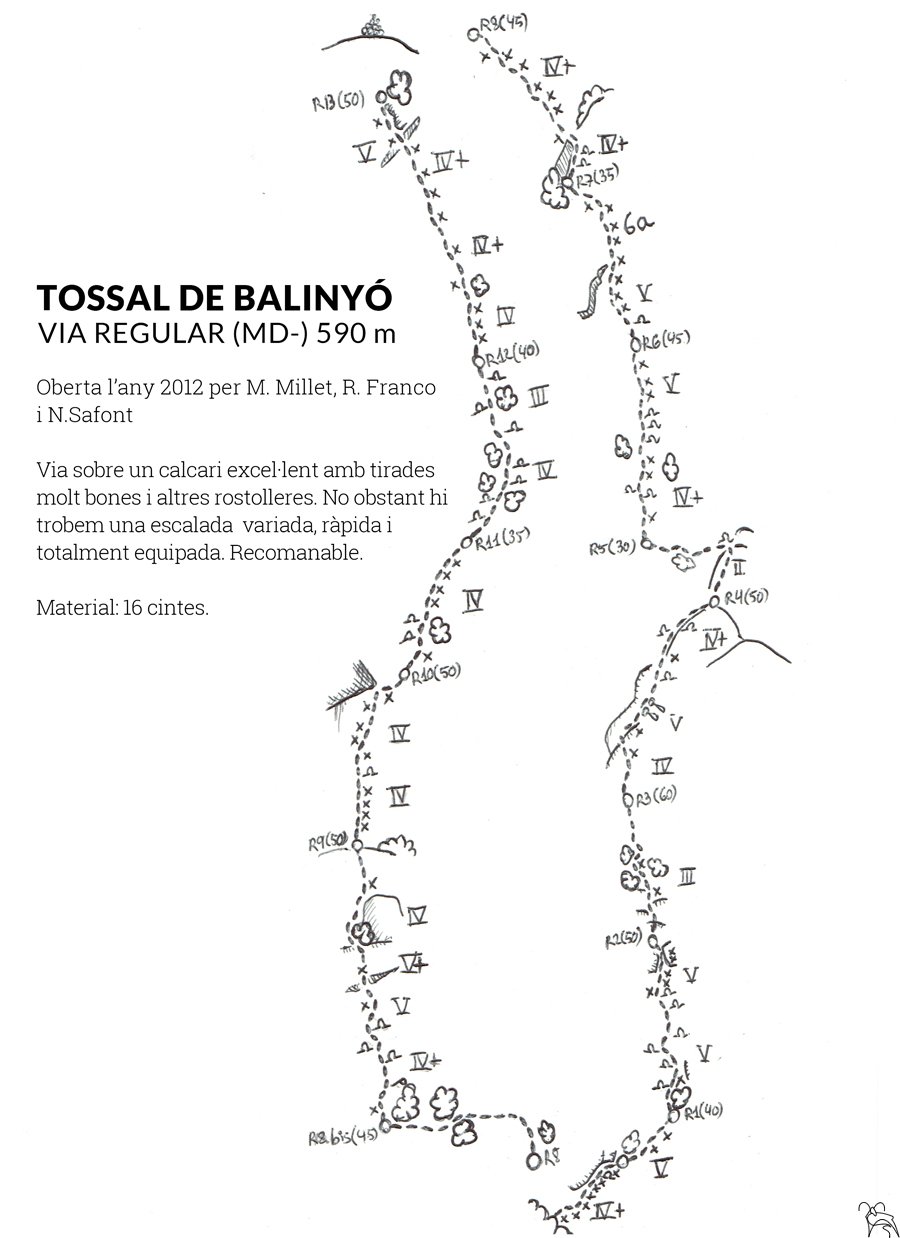 TOSSAL DE BALINYÓ
VIA REGULAR (MD-) 590 m
Oberta l'any 2012 per M. Millet, R. Franco
i N.Safont
Via sobre un calcari excel·lent amb tirades
molt bones i altres rostolleres. No obstant hi
trobem una escalada variada, ràpida i
totalment equipada. Recomanable.
Material: 16 cintes.
R13(50)
V
IV+
IV+
IV
R12(40)
III
IV
R11(35)
IV
R10(50)
IV
IV
R9(50)
IV
V+
V
IV+
R8.bis(45)
R8
R8(45)
IV+
IV+
R7(35)
6a
V
R6(45)
V
IV+
R5(30)
II
R4(50)
IV+
V
IV
R3(60)
III
R2(50)
V
V
R1(40)
V
IV+